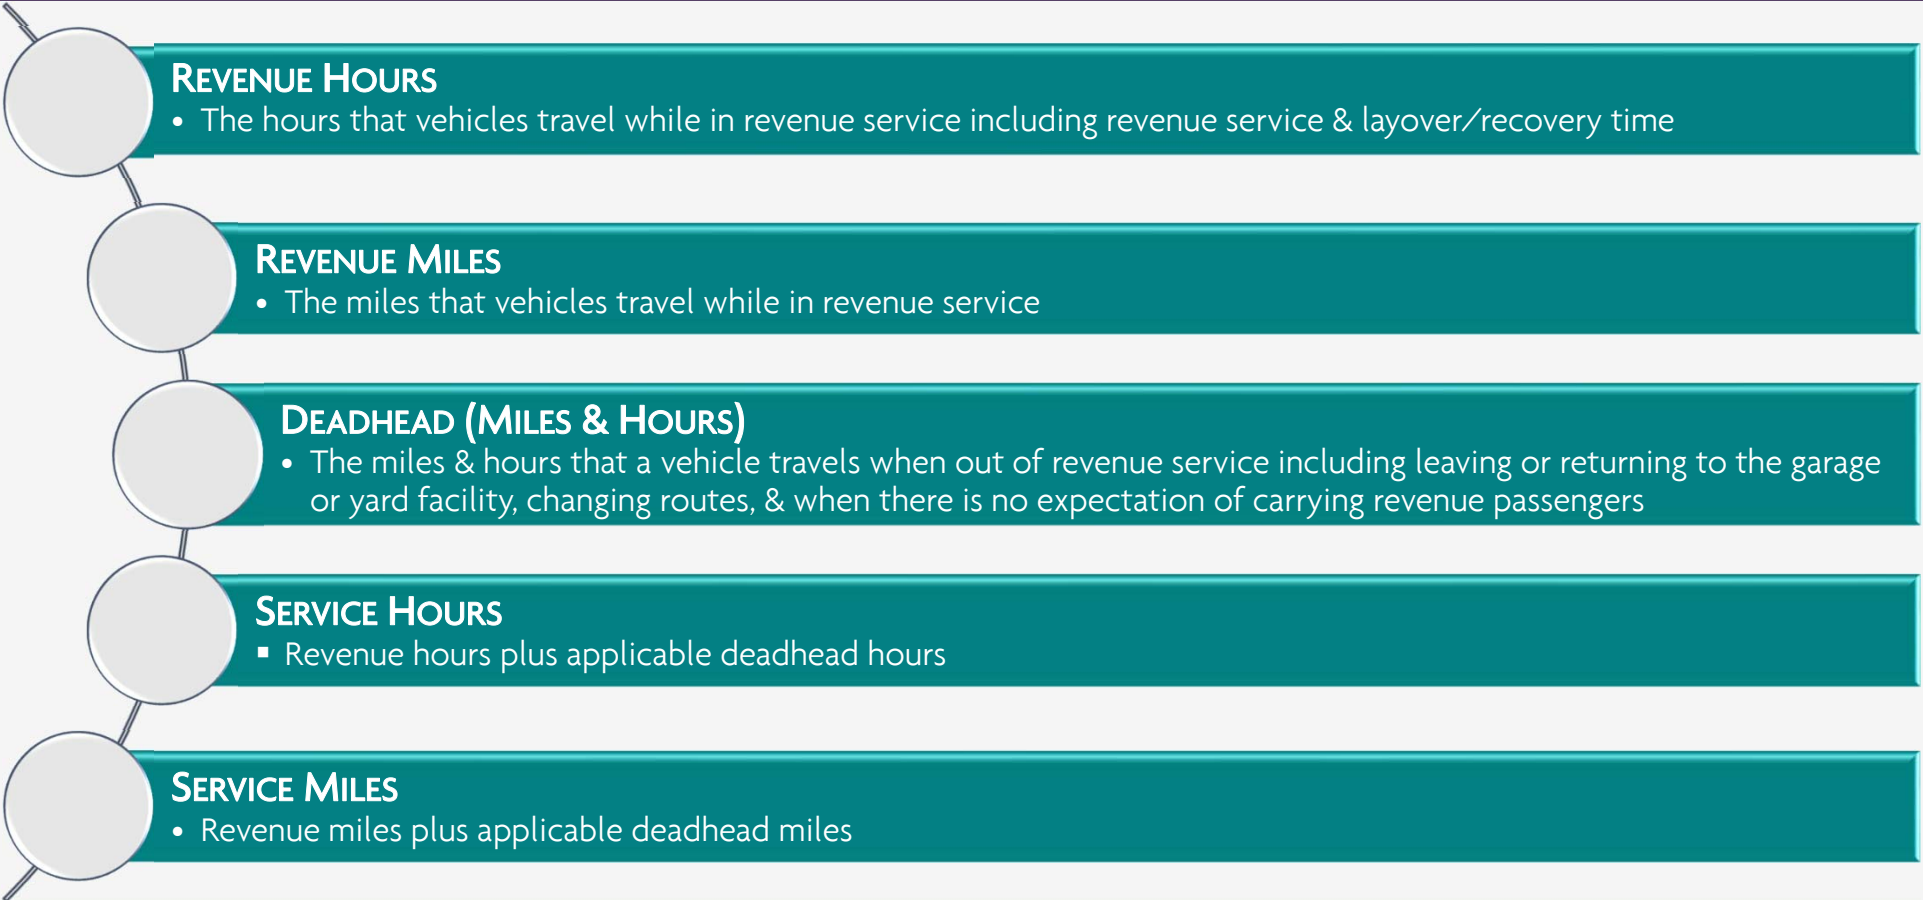 REVENUE HOURS
• The hours that vehicles travel while in revenue service including revenue service & layover/recovery time
REVENUE MILES
• The miles that vehicles travel while in revenue service
DEADHEAD (MILES & HOURS)
• The miles & hours that a vehicle travels when out of revenue service including leaving or returning to the garage
or yard facility, changing routes, & when there is no expectation of carrying revenue passengers
SERVICE HOURS
▪ Revenue hours plus applicable deadhead hours
SERVICE MILES
• Revenue miles plus applicable deadhead miles